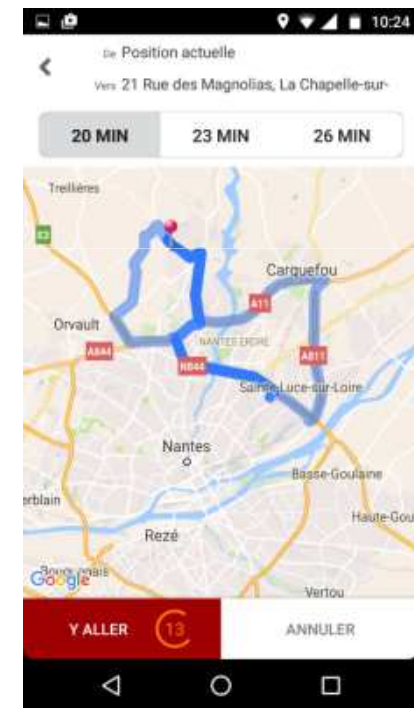 10:24
De Position actuelle
Vers 21 Rue des Magnolias, La Chapelle-sur-
20 MIN
23 MIN
26 MIN
Treillières
Carquefou
A11
Orvault
A844
NANTES ERDRE
A811
N844
Sainte-Luce-sur-Loire
Nantes
Basse-Goulaine
erblain
Haute-Gou
Rezé
Google
Vertou
Y ALLER
13
ANNULER